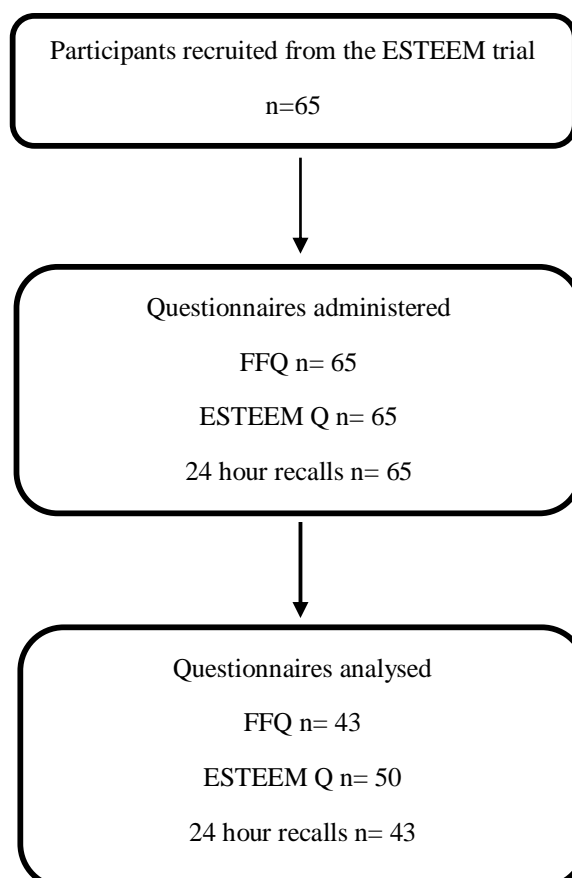 Participants recruited from the ESTEEM trial
n=65
Questionnaires administered
FFQ n= 65
ESTEEM Q n= 65
24 hour recalls n= 65
Questionnaires analysed
FFQ n= 43
ESTEEM Q n= 50
24 hour recalls n= 43